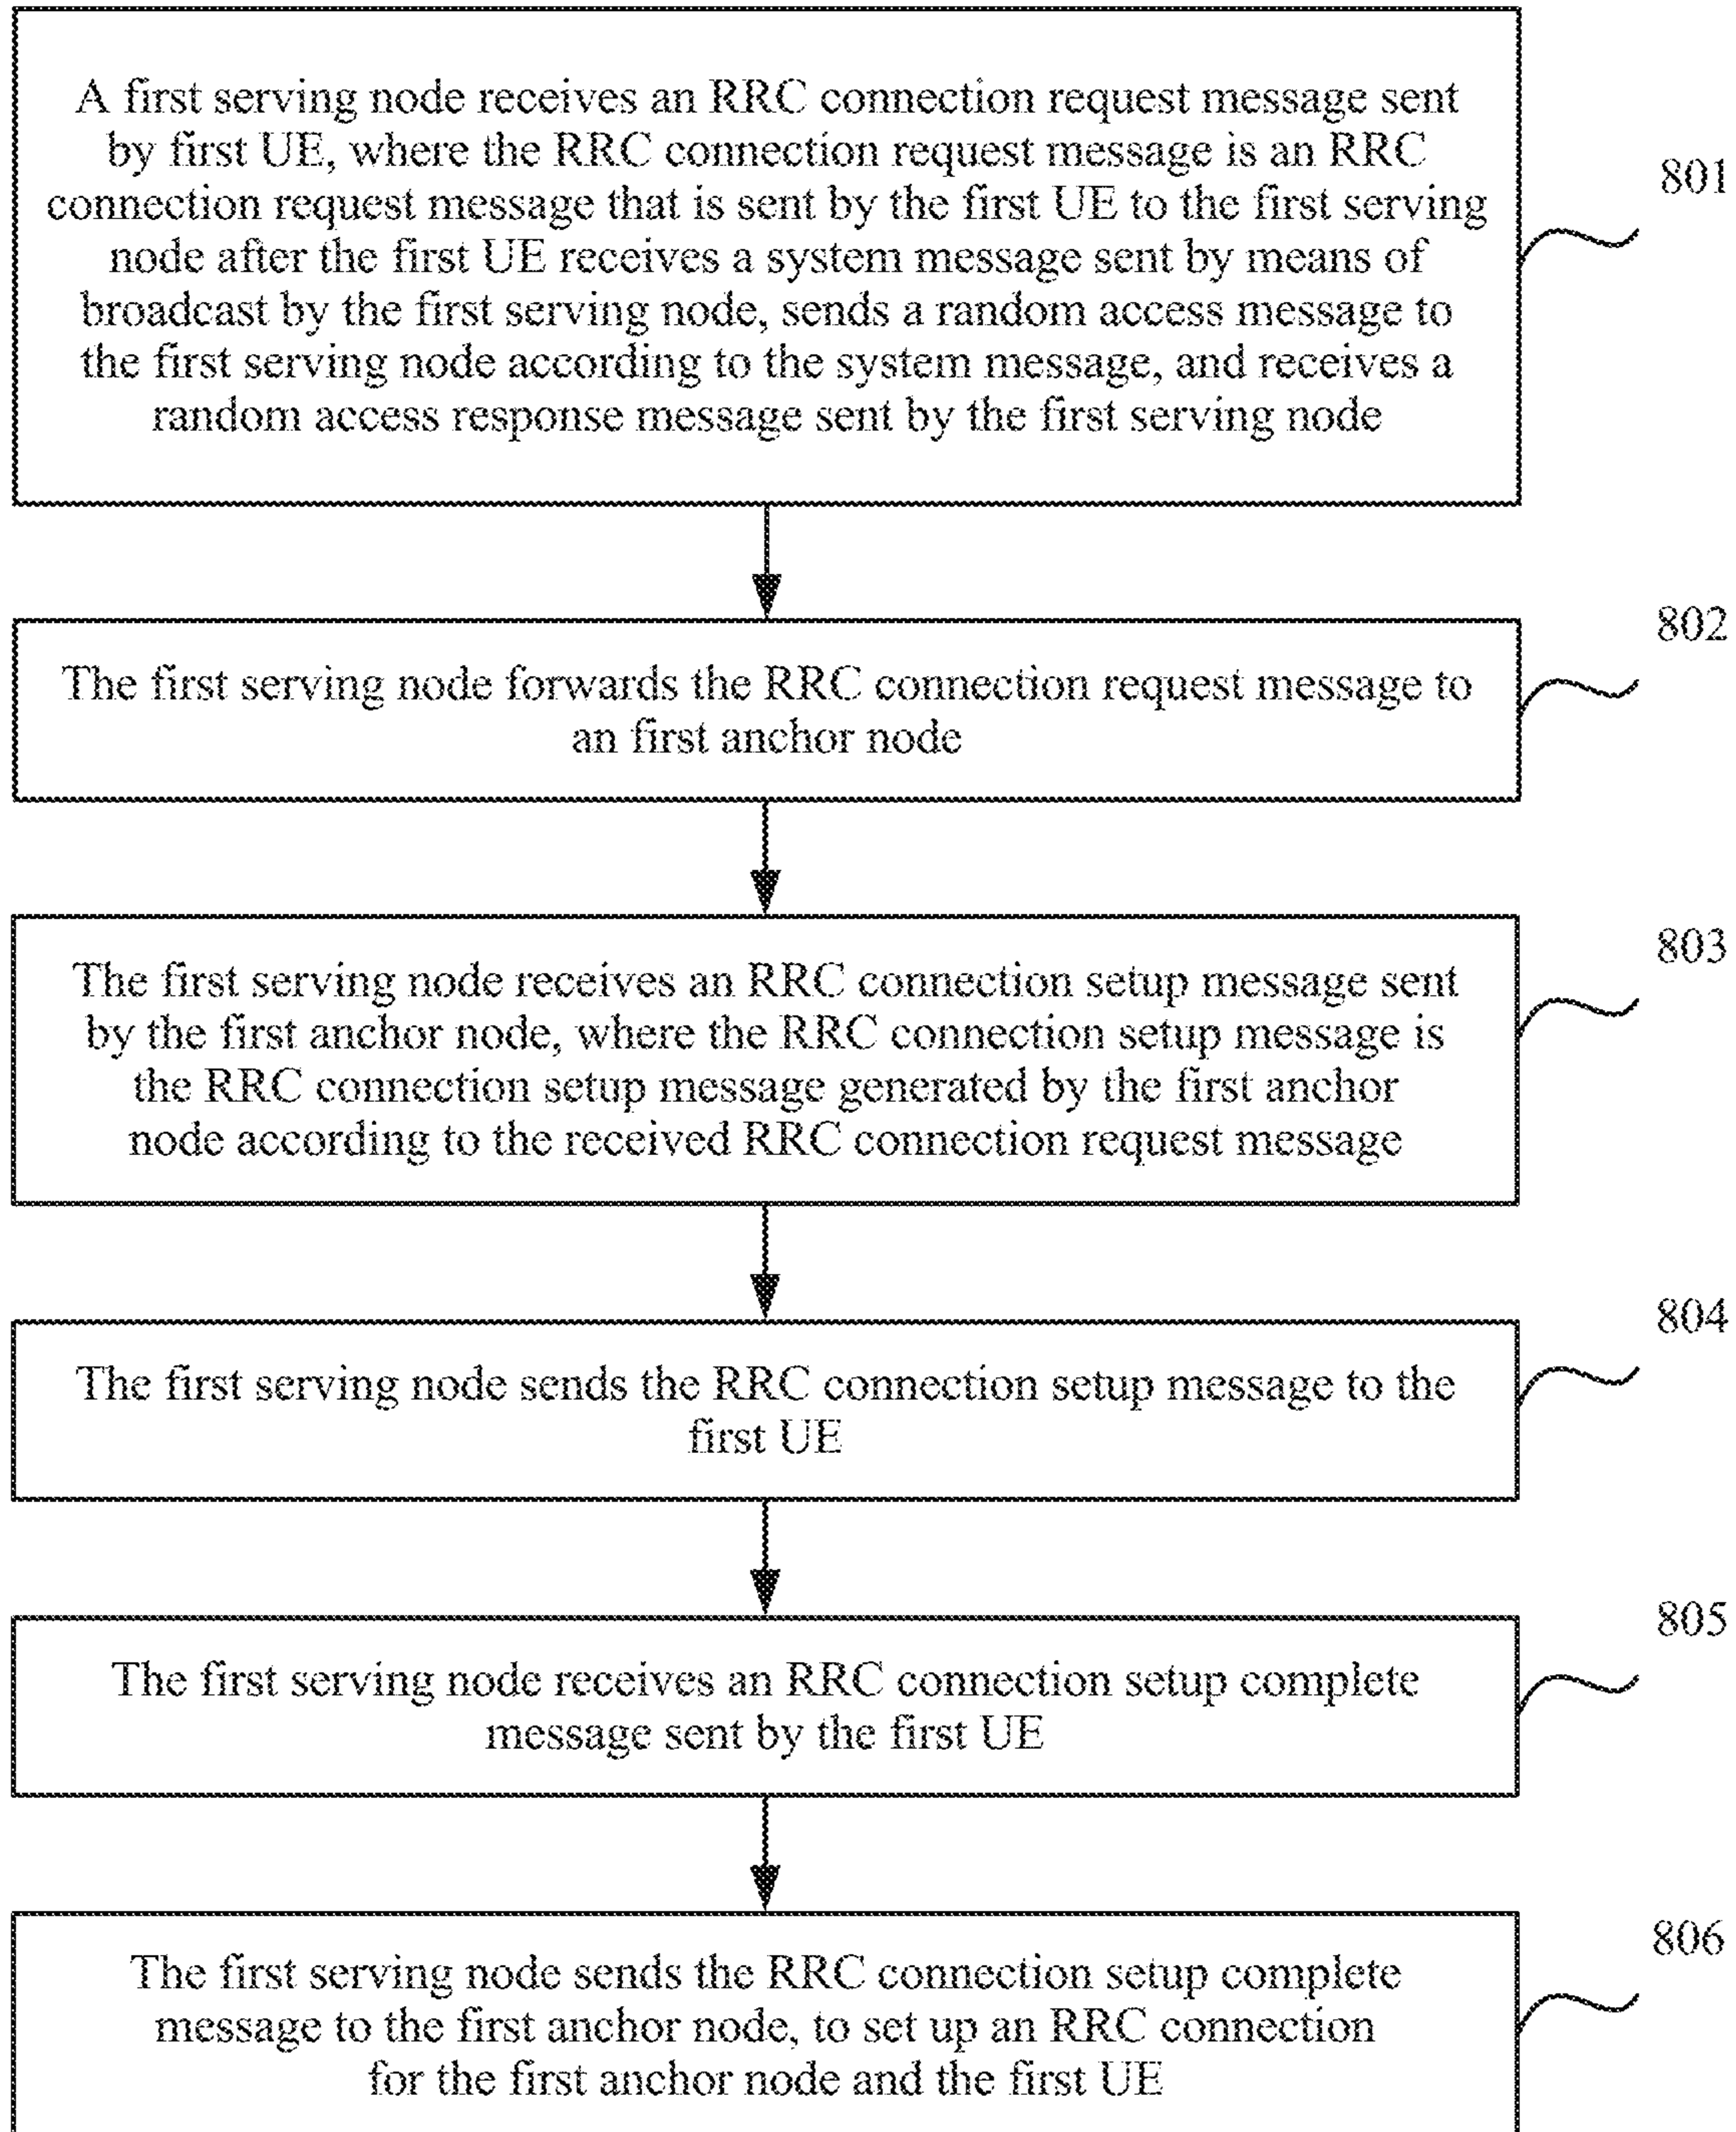 A first serving node receives an RRC connection request message sent
by first UE, where the RRC connection request message is an RRC
connection request message that is sent by the first UE to the first serving
node after the first UE receives a system message sent by means of
broadcast by the first serving node, sends a random access message to
the first serving node according to the system message, and receives a
random access response message sent by the first serving node
801
The first serving node forwards the RRC connection request message to
an first anchor node
802
The first serving node receives an RRC connection setup message sent
by the first anchor node, where the RRC connection setup message is
the RRC connection setup message generated by the first anchor
node according to the received RRC connection request message
803
The first serving node sends the RRC connection setup message to the
first UE
804
The first serving node receives an RRC connection setup complete
message sent by the first UE
805
The first serving node sends the RRC connection setup complete
message to the first anchor node, to set up an RRC connection
for the first anchor node and the first UE
806